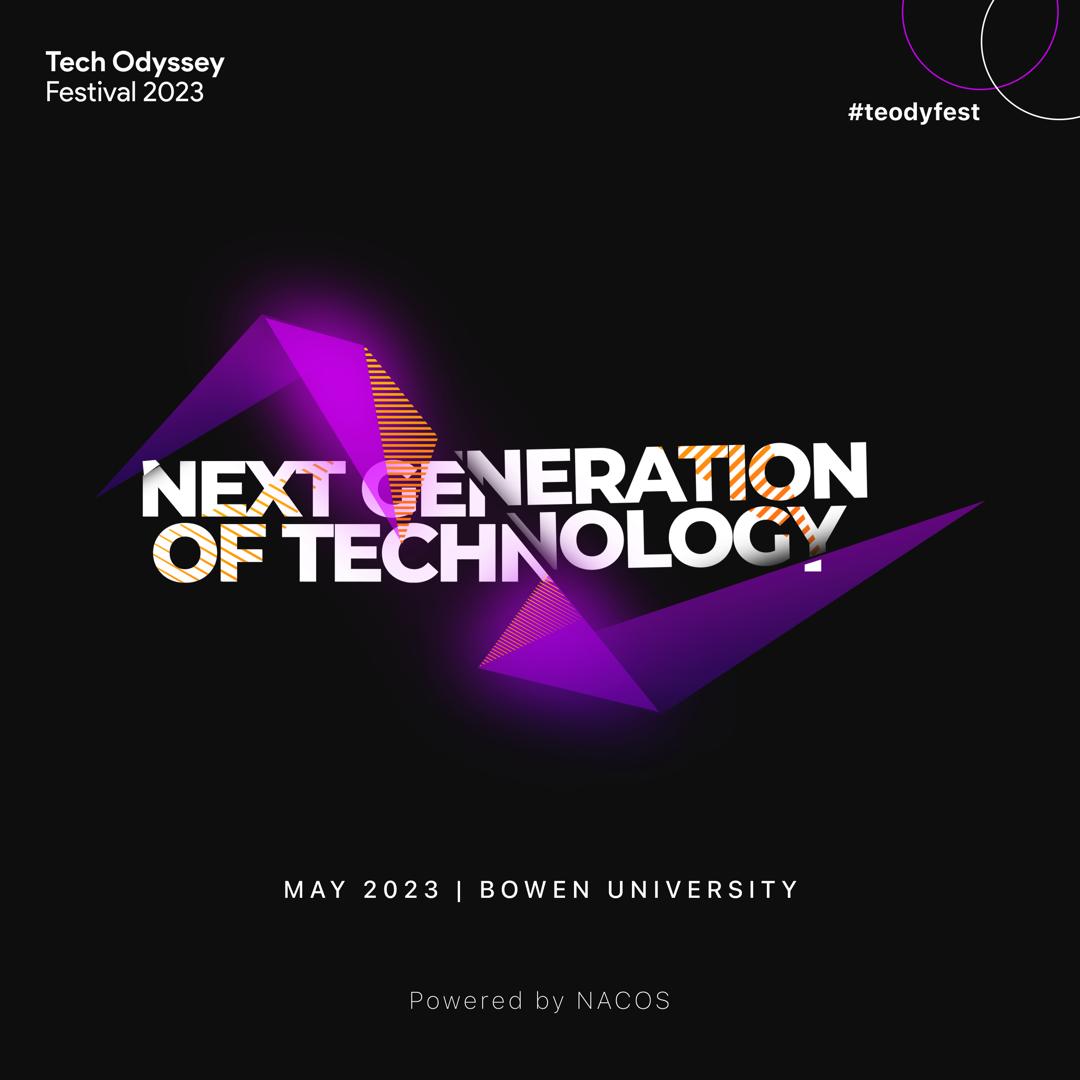 Tech Odyssey
Festival 2023
#teodyfest
NEXT GENERATION
OF TECHNOLOGY
MAY 2023 | BOWEN UNIVERSITY
Powered by NACOS